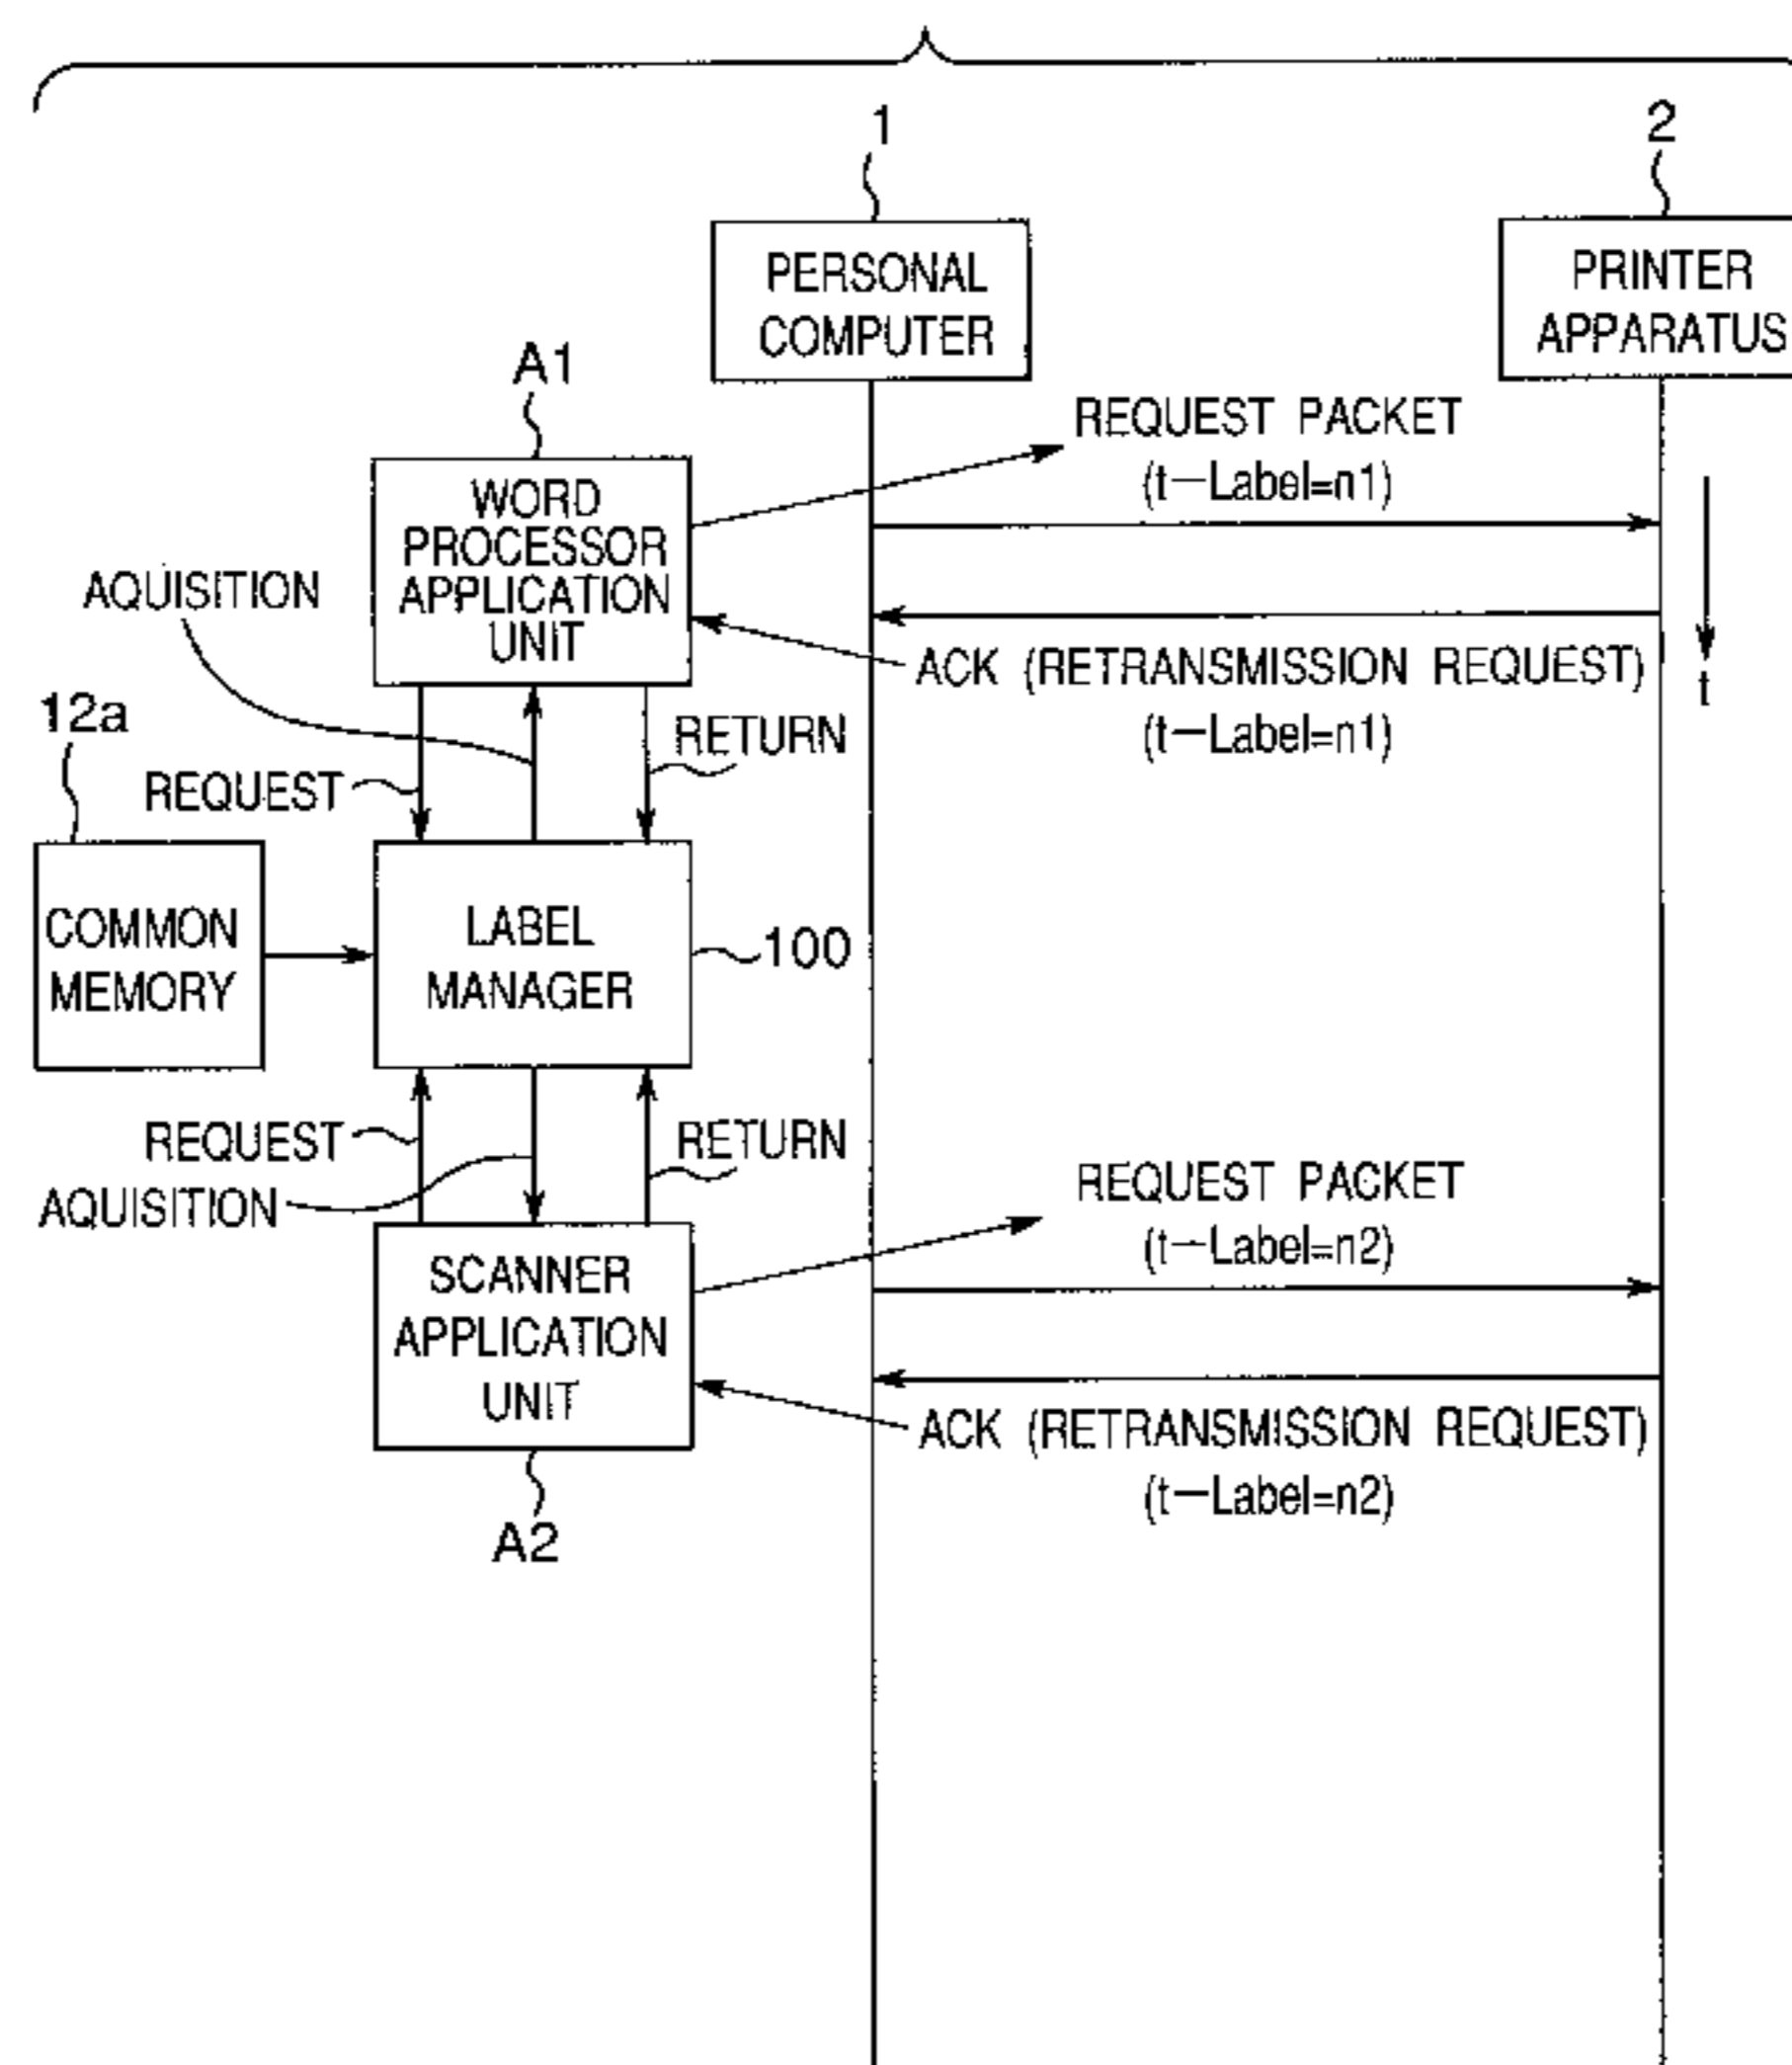 1
2
PERSONAL
COMPUTER
PRINTER
APPARATUS
A1
REQUEST PACKET
(t—Label=n1)
WORD
PROCESSOR
APPLICATION
UNIT
AQUISITION
ACK (RETRANSMISSION REQUEST)
(t—Label=n1)
t
12a
RETURN
REQUEST
COMMON
MEMORY
LABEL
MANAGER
100
REQUEST
RETURN
AQUISITION
REQUEST PACKET
(t—Label=n2)
SCANNER
APPLICATION
UNIT
ACK (RETRANSMISSION REQUEST)
(t—Label=n2)
A2